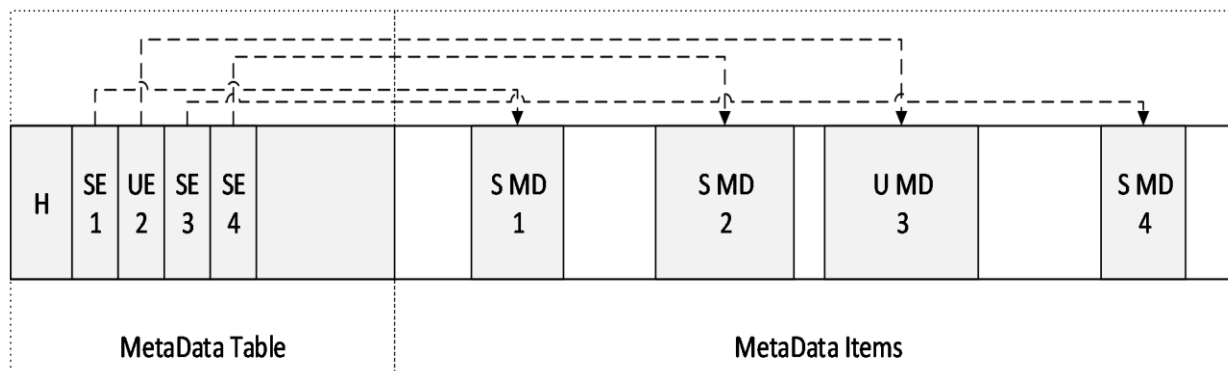 H
SE
1
UE
2
SE
3
SE
4
S MD
1
S MD
2
U MD
3
S MD
4
MetaData Table
MetaData Items